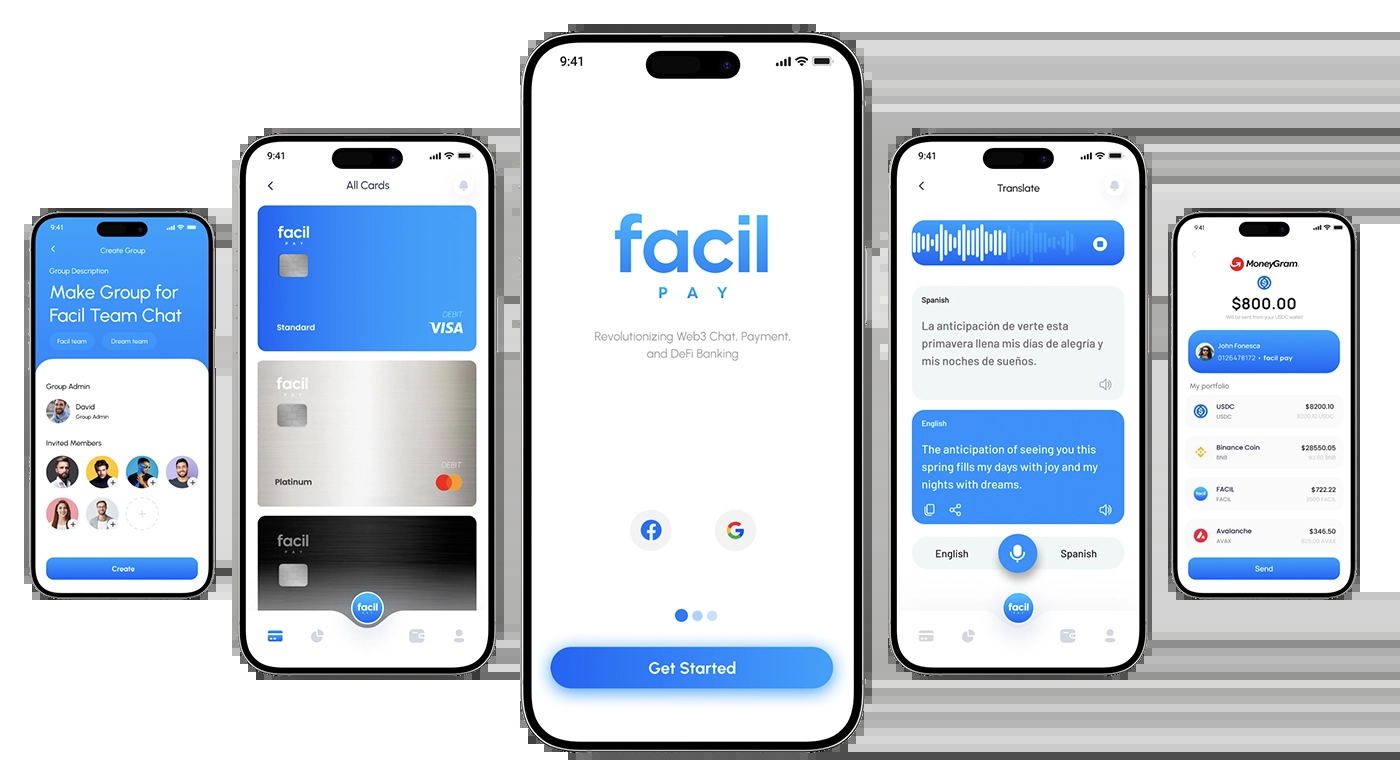 9:41
Create Group
Group Description
Make Group for
Facil Team Chat
Facil team
Dream team
Group Admin
David
Group Admin
Invited Members
Create
9:41
All Cards
facil
PAY
DEBIT
Standard
VISA
facil
PAY
DEBIT
Platinum
facil
PAY
facil
9:41
facil
PAY
Revolutionizing Web3 Chat, Payment,
and DeFi Banking
Get Started
9:41
Translate
Spanish
La anticipación de verte esta
primavera llena mis días de alegría y
mis noches de sueños.
English
The anticipation of seeing you this
spring fills my days with joy and my
nights with dreams.
English
Spanish
facil
9:41
MoneyGram.
$800.00
Will be sent from your USDC wallet
John Fonesca
0126478172 • facil pay
My portfolio
USDC
$8200.10
USDC
8200.10 USDC
Binance Coin
$28550.05
BNB
FACIL
$722.22
FACIL
3500 FACIL
Avalanche
$346.50
AVAX
Send